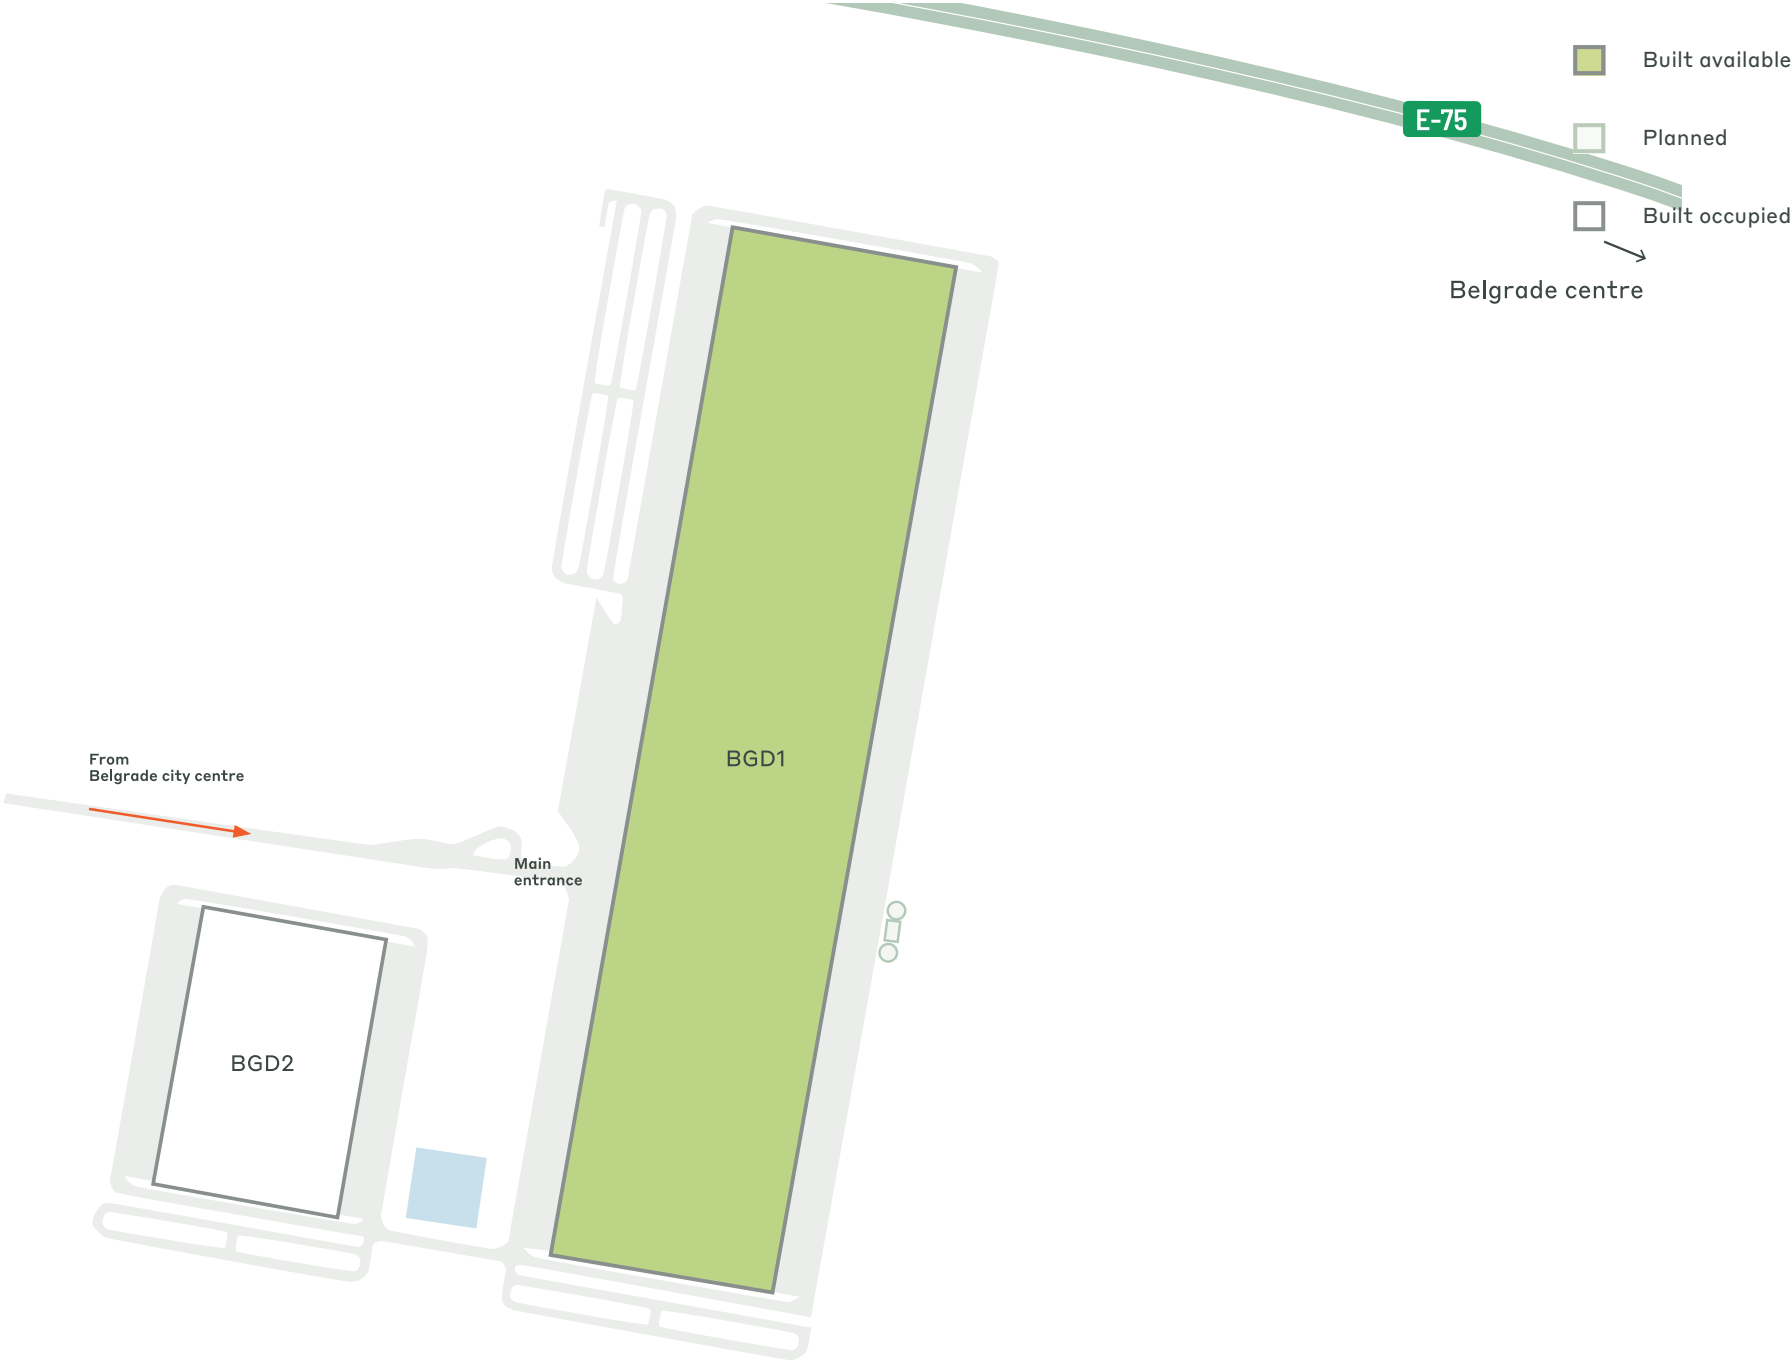 Built available
E-75
Planned
Built occupied
Belgrade centre
BGD1
From
Belgrade city centre
Main
entrance
BGD2